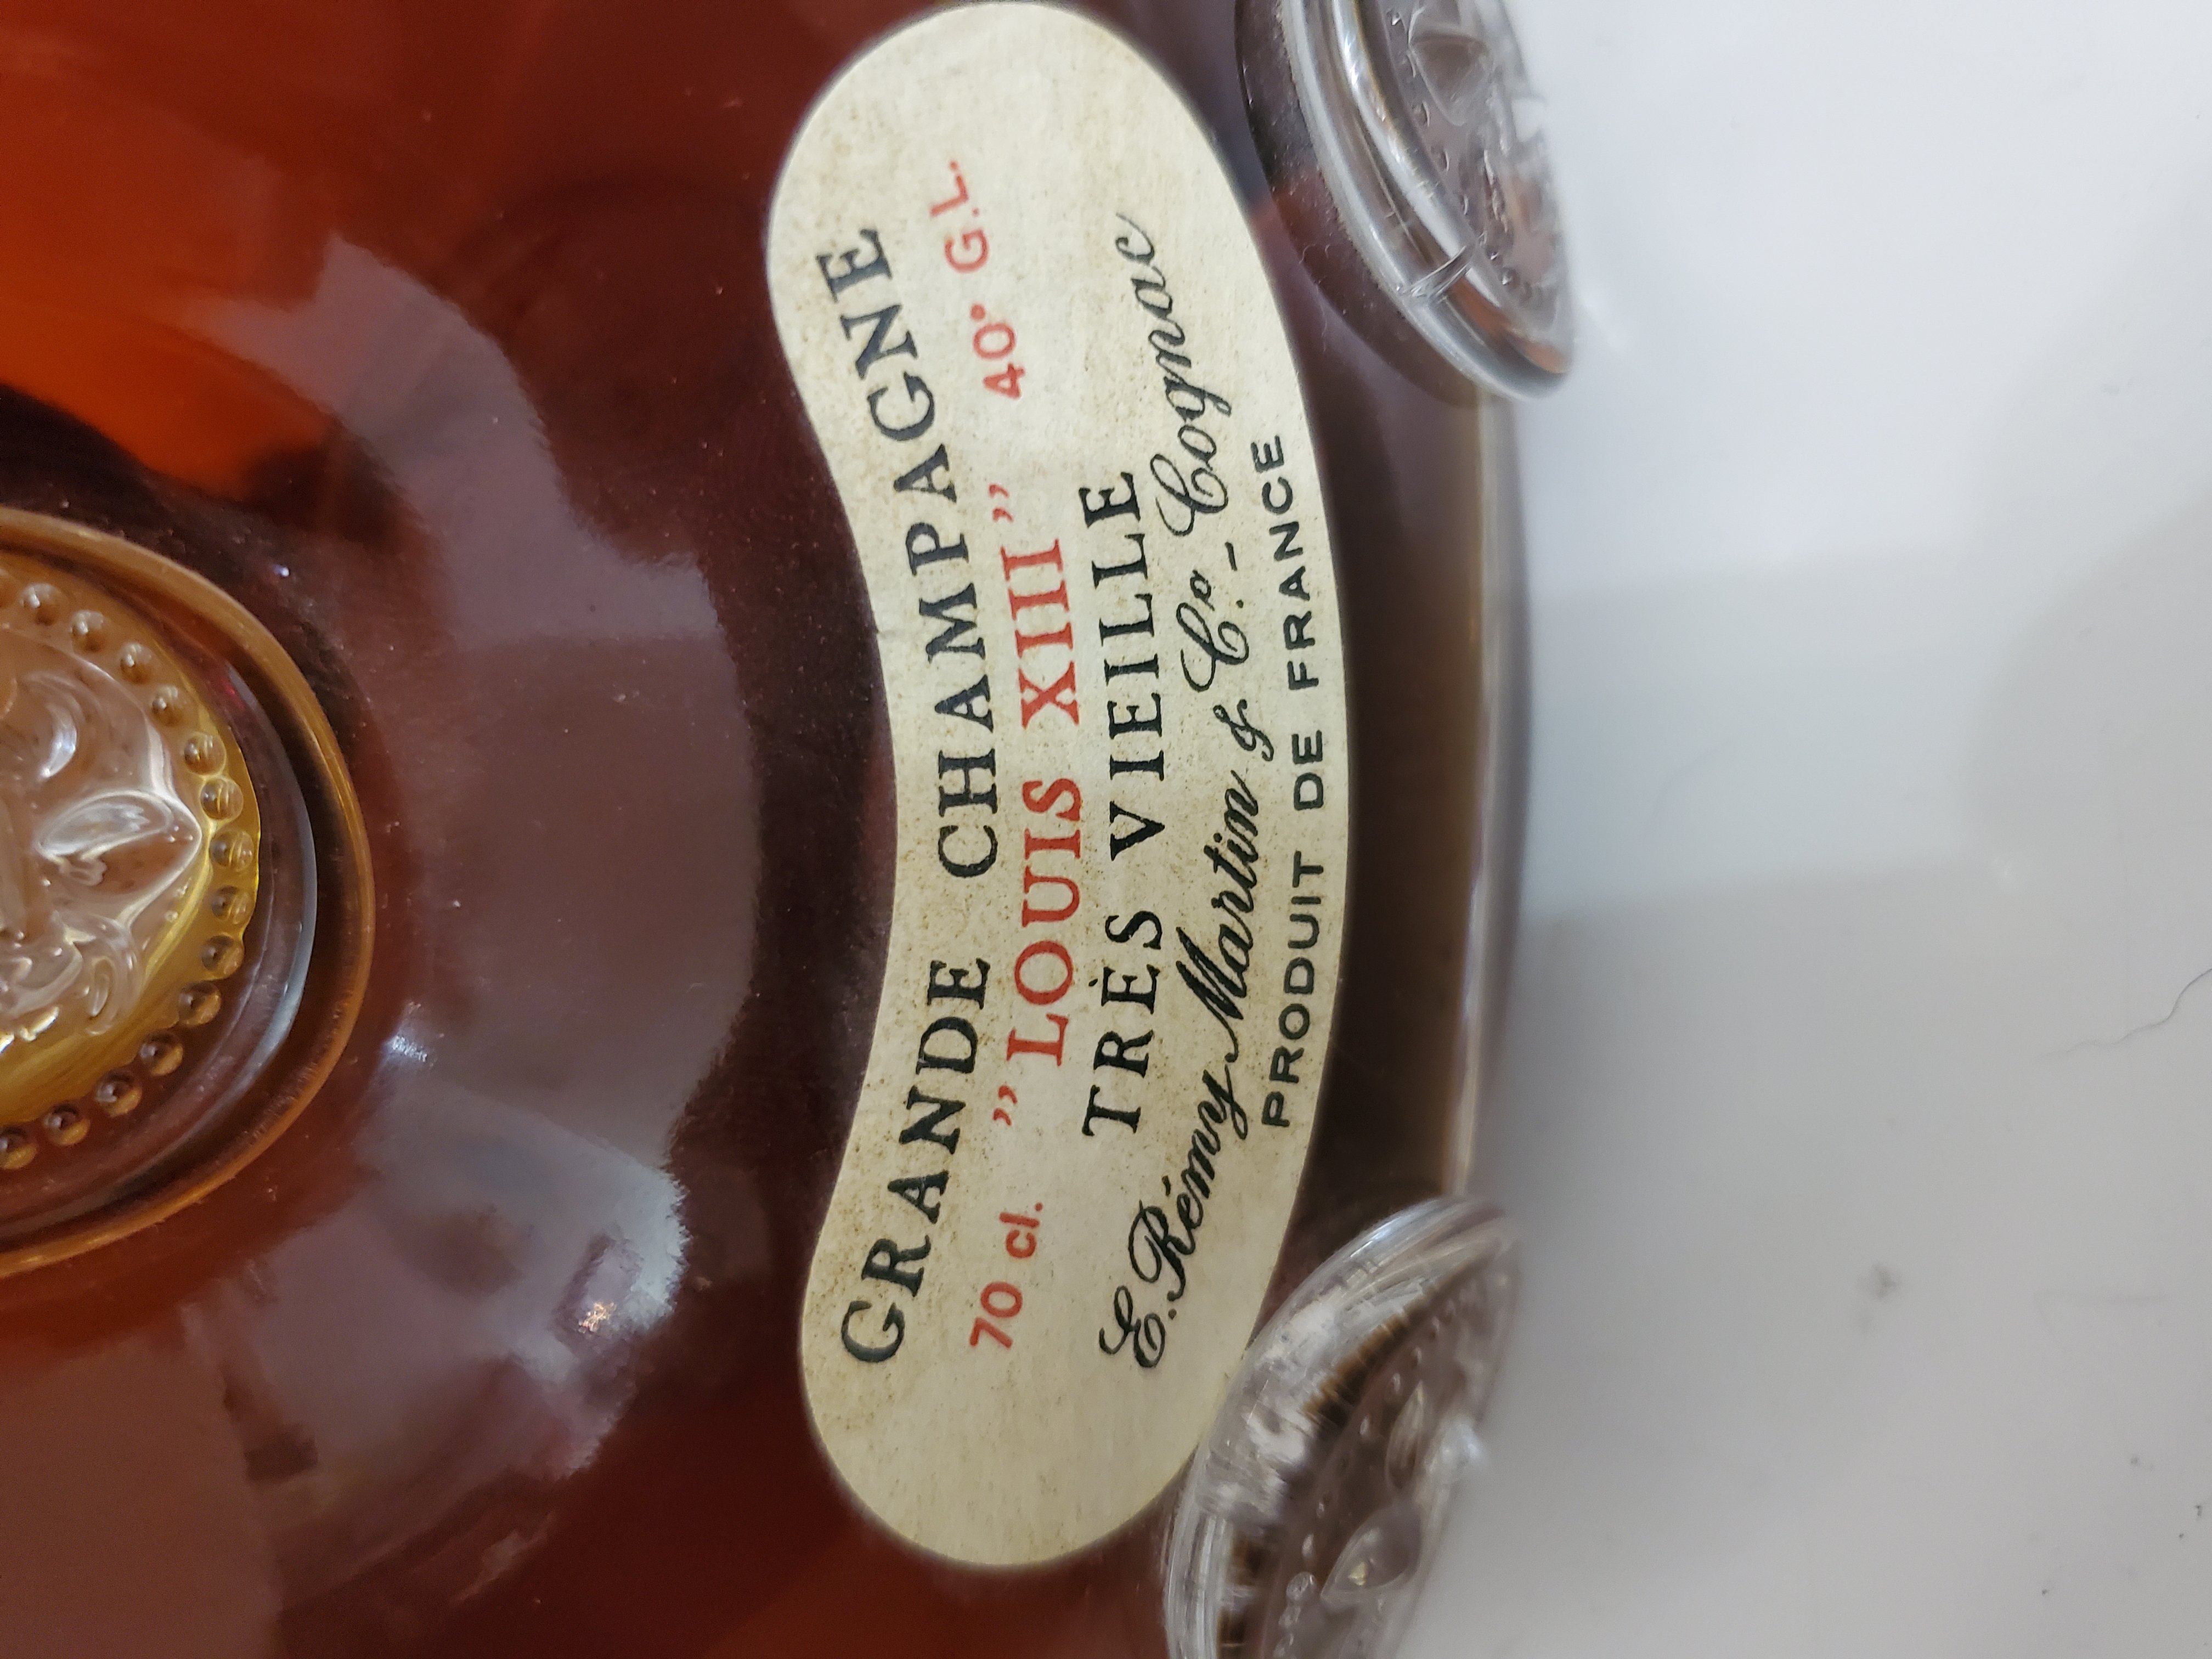 GRANDE CHAMPAGNE
70 cl. ” LOUIS XIII ” 40° G.L.
TRÈS VIEILLE
E. Rémy Martin & Co. - Cognac
PRODUIT DE FRANCE